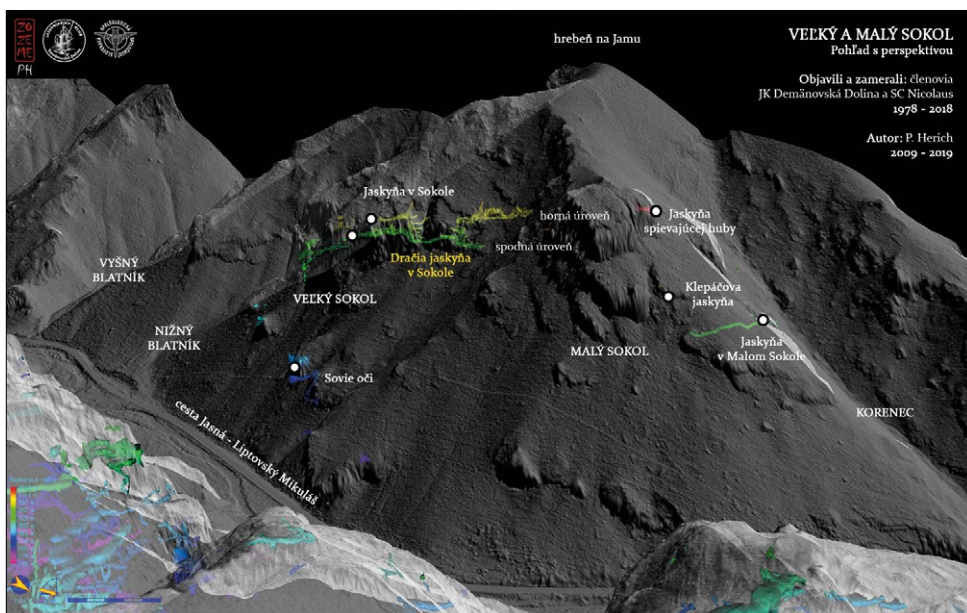 ZO
ZEME
PH
hrebeň na Jamu
VEĽKÝ A MALÝ SOKOL
Pohľad s perspektívou
Objavili a zamerali: členovia
JK Demänovská Dolina a SC Nicolaus
1978 - 2018
Autor: P. Herich
2009 - 2019
Jaskyňa v Sokole
horná úroveň
Jaskyňa
spievajúcej huby
spodná úroveň
Dračia jaskyňa
v Sokole
VYŠNÝ
BLATNÍK
VEĽKÝ SOKOL
Klepáčova
jaskyňa
NIŽNÝ
BLATNÍK
MALÝ SOKOL
Jaskyňa
v Malom Sokole
Sovie oči
KORENEC
cesta Jasná - Liptovský Mikuláš